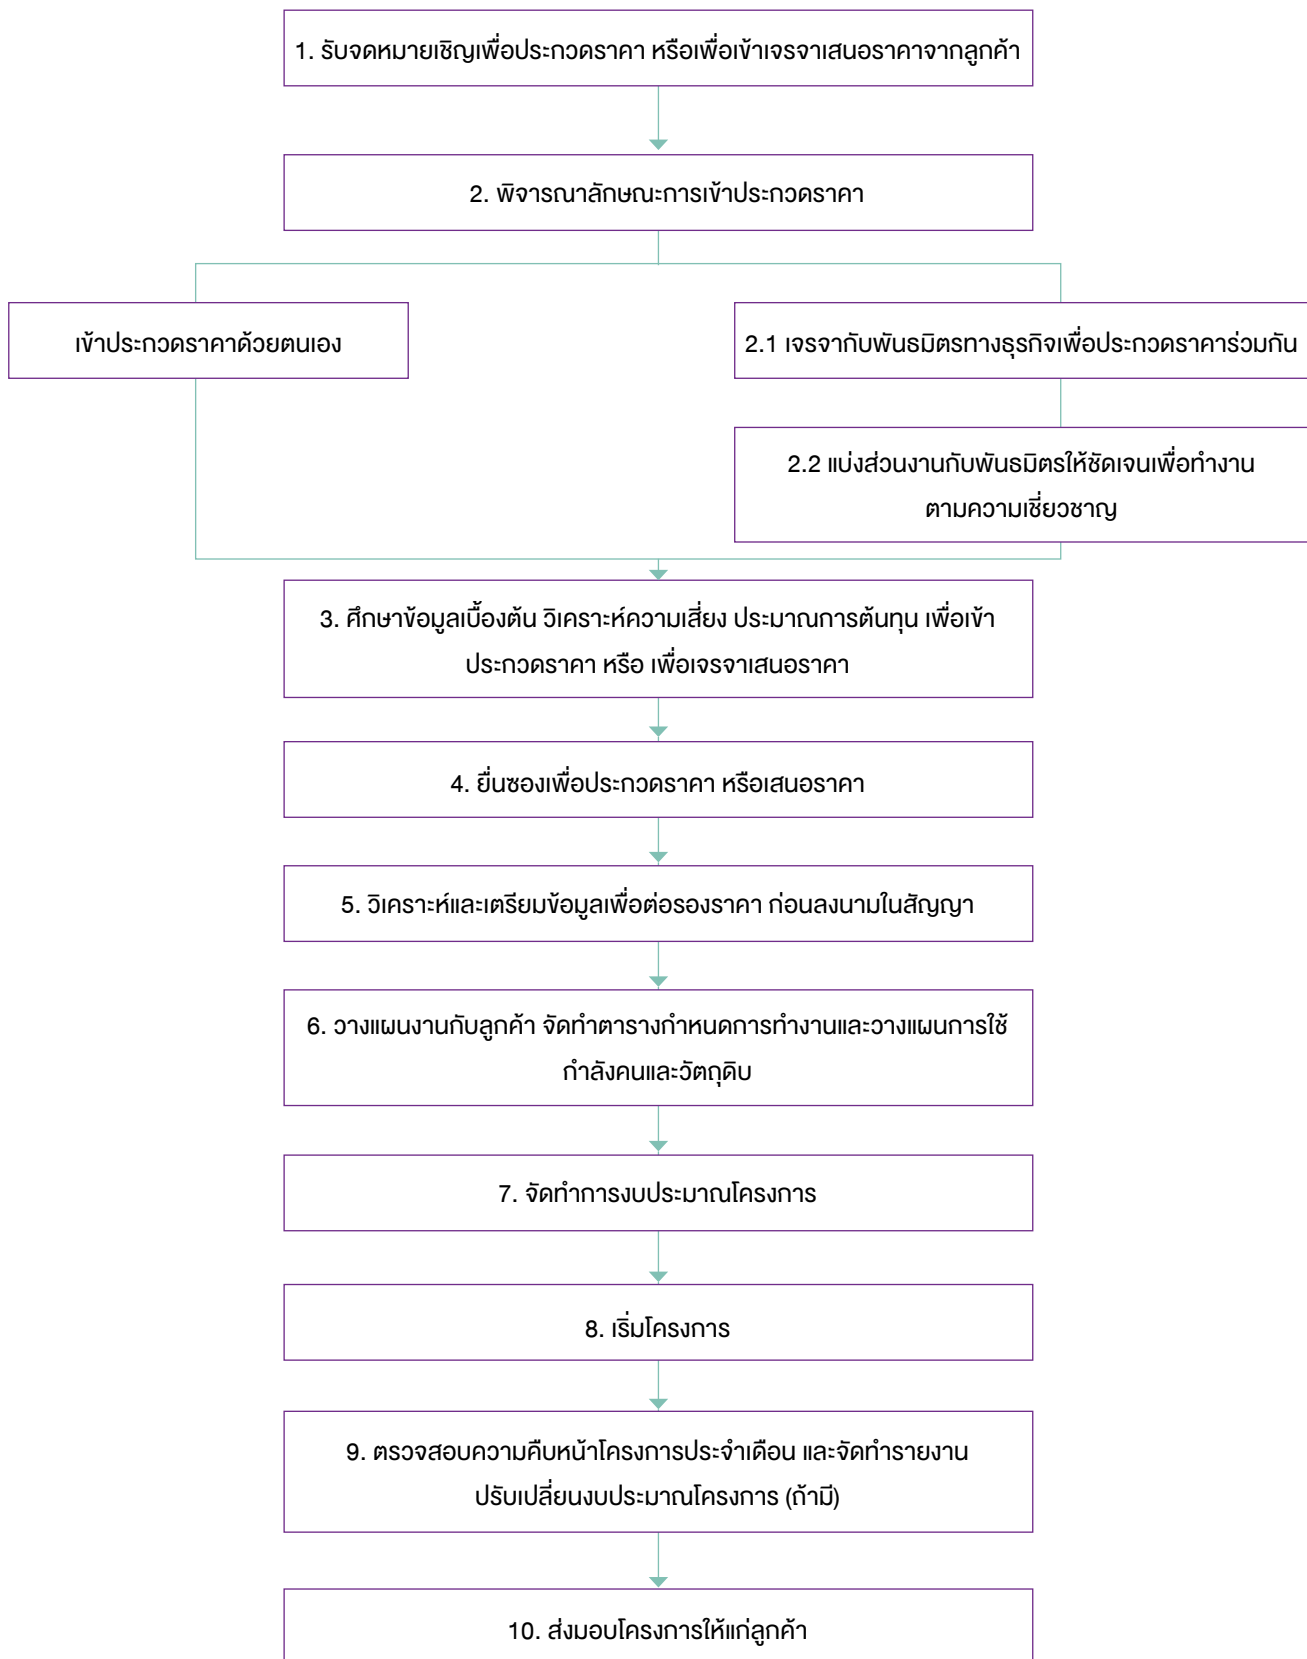 1. รับจดหมายเชิญเพื่อประกวดราคา หรือเพื่อเข้าเจรจาเสนอราคาจากลูกค้า
2. พิจารณาลักษณะการเข้าประกวดราคา
เข้าประกวดราคาด้วยตนเอง
2.1 เจรจากับพันธมิตรทางธุรกิจเพื่อประกวดราคาร่วมกัน
2.2 แบ่งส่วนงานกับพันธมิตรให้ชัดเจนเพื่อทำงาน
ตามความเชี่ยวชาญ
3. ศึกษาข้อมูลเบื้องต้น วิเคราะห์ความเสี่ยง ประมาณการต้นทุน เพื่อเข้า
ประกวดราคา หรือ เพื่อเจรจาเสนอราคา
4. ยื่นซองเพื่อประกวดราคา หรือเสนอราคา
5. วิเคราะห์และเตรียมข้อมูลเพื่อต่อรองราคา ก่อนลงนามในสัญญา
6. วางแผนงานกับลูกค้า จัดทำตารางกำหนดการทำงานและวางแผนการใช้
กำลังคนและวัตถุดิบ
7. จัดทำการงบประมาณโครงการ
8. เริ่มโครงการ
9. ตรวจสอบความคืบหน้าโครงการประจำเดือน และจัดทำรายงาน
ปรับเปลี่ยนงบประมาณโครงการ (ถ้ามี)
10. ส่งมอบโครงการให้แก่ลูกค้า